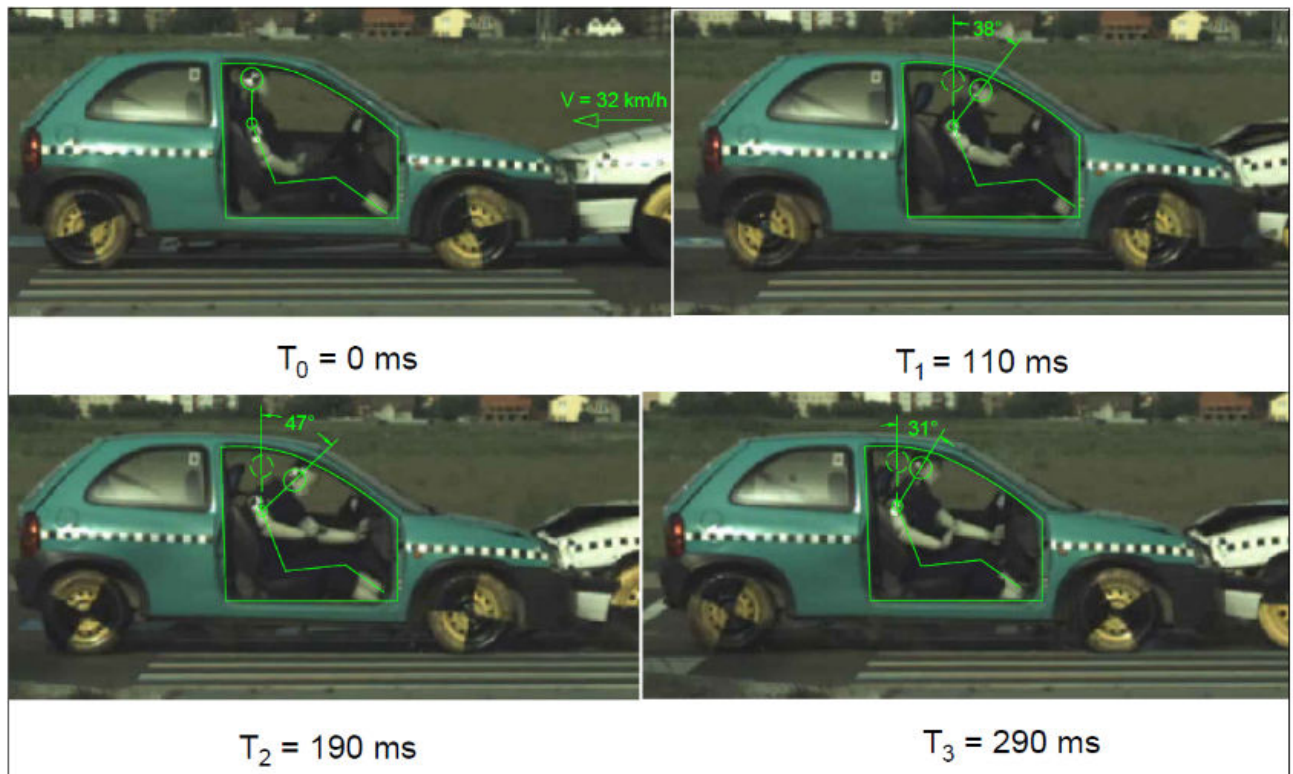 V = 32 km/h
38°
T₀ = 0 ms
T₁ = 110 ms
47°
31°
T₂ = 190 ms
T₃ = 290 ms